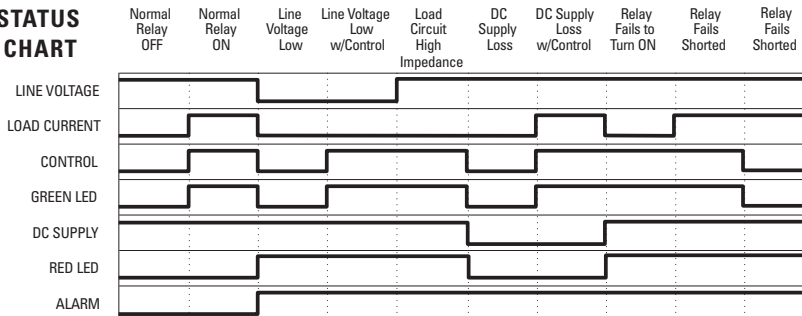 STATUS
CHART
Normal
Relay
OFF
Normal
Relay
ON
Line
Voltage
Low
Line Voltage
Low
w/Control
Load
Circuit
High
Impedance
DC
Supply
Loss
DC Supply
Loss
w/Control
Relay
Fails to
Turn ON
Relay
Fails
Shorted
Relay
Fails
Shorted
LINE VOLTAGE
LOAD CURRENT
CONTROL
GREEN LED
DC SUPPLY
RED LED
ALARM